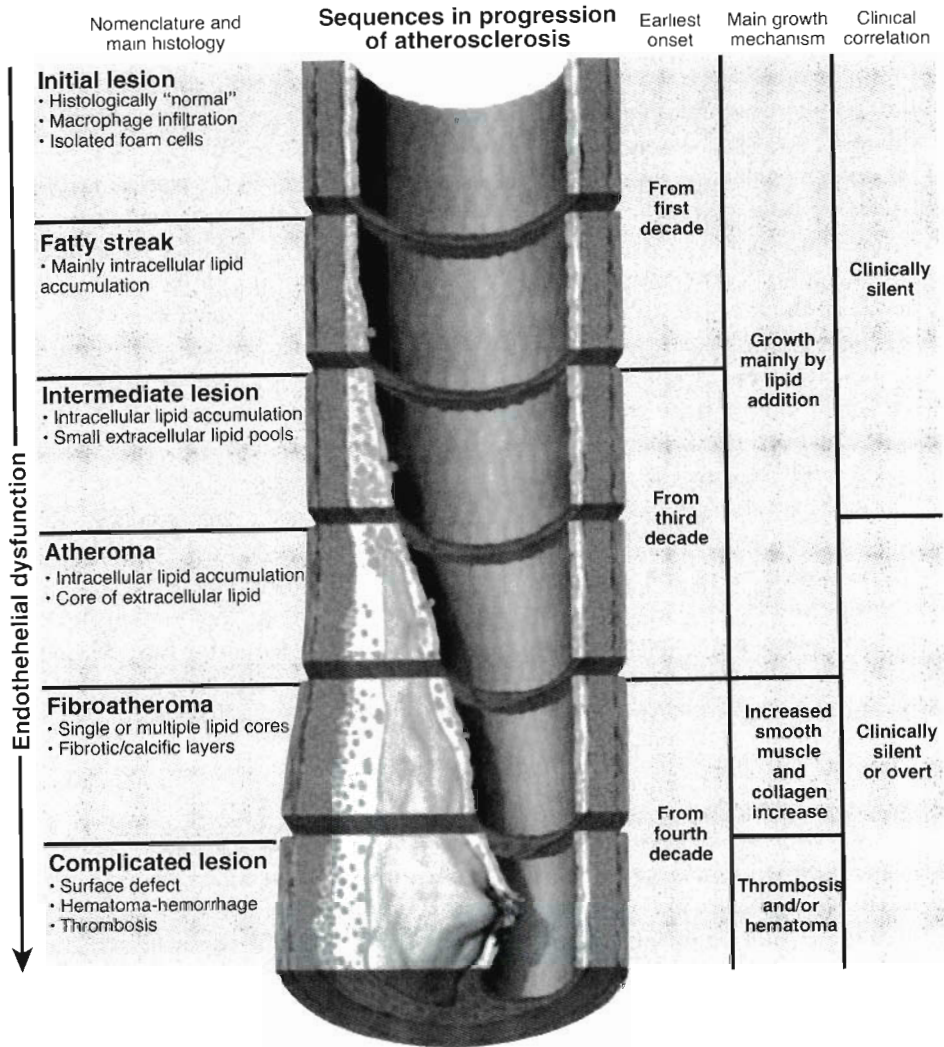 Nomenclature and
main histology
Sequences in progression
of atherosclerosis
Earliest
onset
Main growth
mechanism
Clinical
correlation
Endothehelial dysfunction
Initial lesion
• Histologically “normal”
• Macrophage infiltration
• Isolated foam cells
Fatty streak
• Mainly intracellular lipid
accumulation
Intermediate lesion
• Intracellular lipid accumulation
• Small extracellular lipid pools
Atheroma
• Intracellular lipid accumulation
• Core of extracellular lipid
Fibroatheroma
• Single or multiple lipid cores
• Fibrotic/calcific layers
Complicated lesion
• Surface defect
• Hematoma-hemorrhage
• Thrombosis
From
first
decade
From
third
decade
From
fourth
decade
Growth
mainly by
lipid
addition
Increased
smooth
muscle
and
collagen
increase
Thrombosis
and/or
hematoma
Clinically
silent
Clinically
silent
or overt